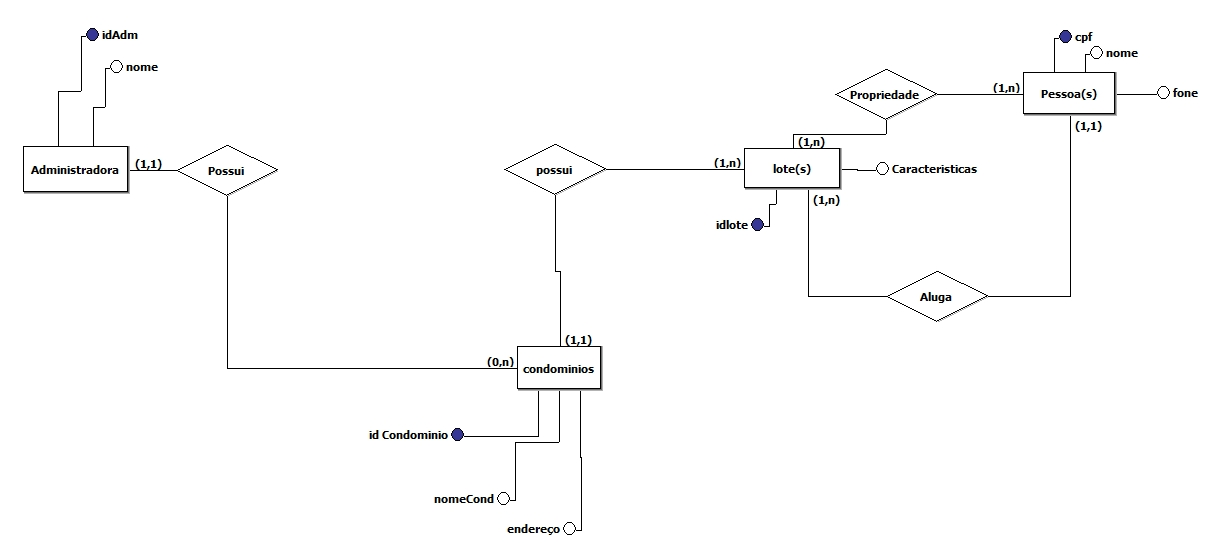 idAdm
nome
Administradora
(1,1)
Possui
possui
(1,n)
lote(s)
(1,n)
Propriedade
(1,n)
Pessoa(s)
cpf
nome
fone
(1,1)
Caracteristicas
idlote
(1,n)
Aluga
(1,1)
(0,n)
condominios
id Condominio
nomeCond
endereço